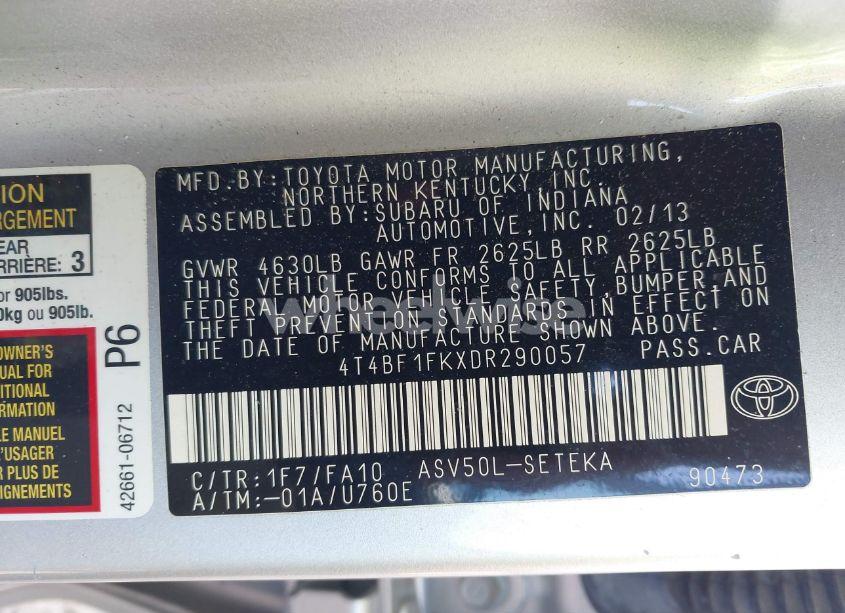 TION
RGEMENT
EAR
ARRIÈRE: 3
or 905lbs.
0kg ou 905lb.
OWNER'S
UAL FOR
ITIONAL
RMATION
LE MANUEL
'USAGER
R PLUS DE
IGNEMENTS
P6
42661-06712
MFD. BY: TOYOTA MOTOR MANUFACTURING,
NORTHERN KENTUCKY, INC.
ASSEMBLED BY: SUBARU OF INDIANA
AUTOMOTIVE, INC. 02/13
GVWR 4630LB GAWR FR 2625LB RR 2625LB
THIS VEHICLE CONFORMS TO ALL APPLICABLE
FEDERAL MOTOR VEHICLE SAFETY, BUMPER, AND
THEFT PREVENTION STANDARDS IN EFFECT ON
THE DATE OF MANUFACTURE SHOWN ABOVE.
4T4BF1FKXDR290057 PASS. CAR
C/TR: 1F7/FA10 ASV50L-SETEKA
A/TM: -01A/U760E 90473
wheelwise